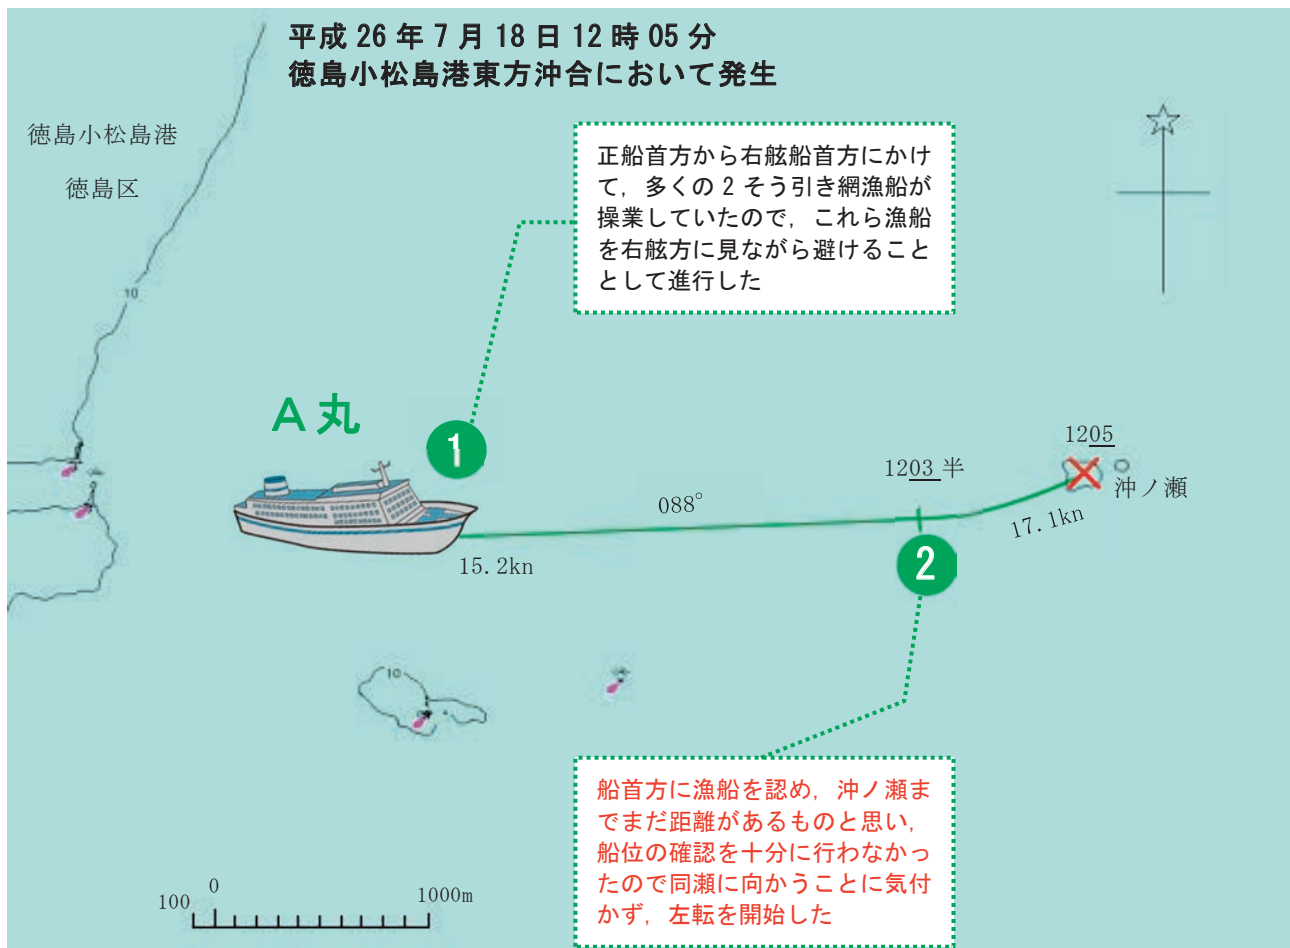 平成 26 年 7 月 18 日 12 時 05 分
徳島小松島港東方沖合において発生
徳島小松島港
徳島区
正船首方から右舷船首方にかけ
て，多くの 2 そう引き網漁船が
操業していたので，これら漁船
を右舷方に見ながら避けること
として進行した
10
A 丸
1
1205
沖ノ瀬
1203 半
088°
17.1kn
15.2kn
2
10
船首方に漁船を認め，沖ノ瀬ま
でまだ距離があるものと思い，
船位の確認を十分に行わなかっ
たので同瀬に向かうことに気付
かず，左転を開始した
100
0
1000m